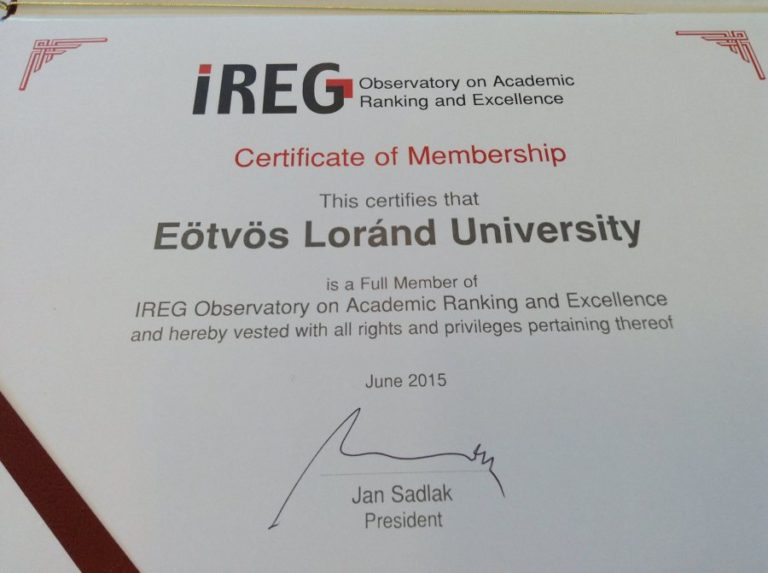 iREG Observatory on Academic
Ranking and Excellence
Certificate of Membership
This certifies that
Eötvös Loránd University
is a Full Member of
IREG Observatory on Academic Ranking and Excellence
and hereby vested with all rights and privileges pertaining thereof
June 2015
Jan Sadlak
President